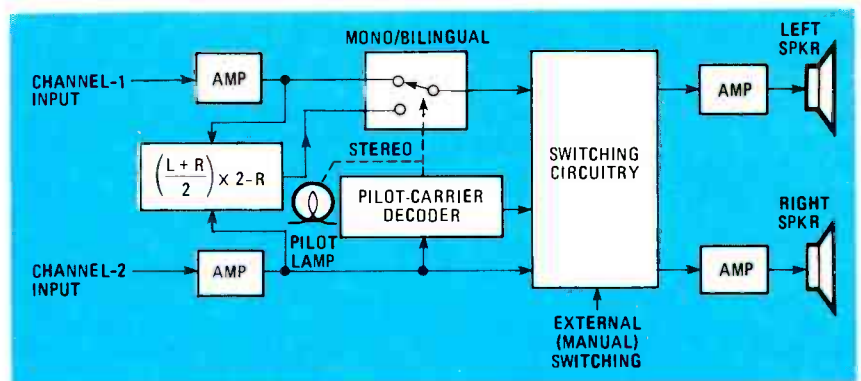 MONO/BILINGUAL
LEFT
SPKR
CHANNEL-1
INPUT
AMP
AMP
(L + R / 2) × 2-R
STEREO
PILOT
LAMP
PILOT-CARRIER
DECODER
SWITCHING
CIRCUITRY
RIGHT
SPKR
CHANNEL-2
INPUT
AMP
AMP
EXTERNAL
(MANUAL)
SWITCHING